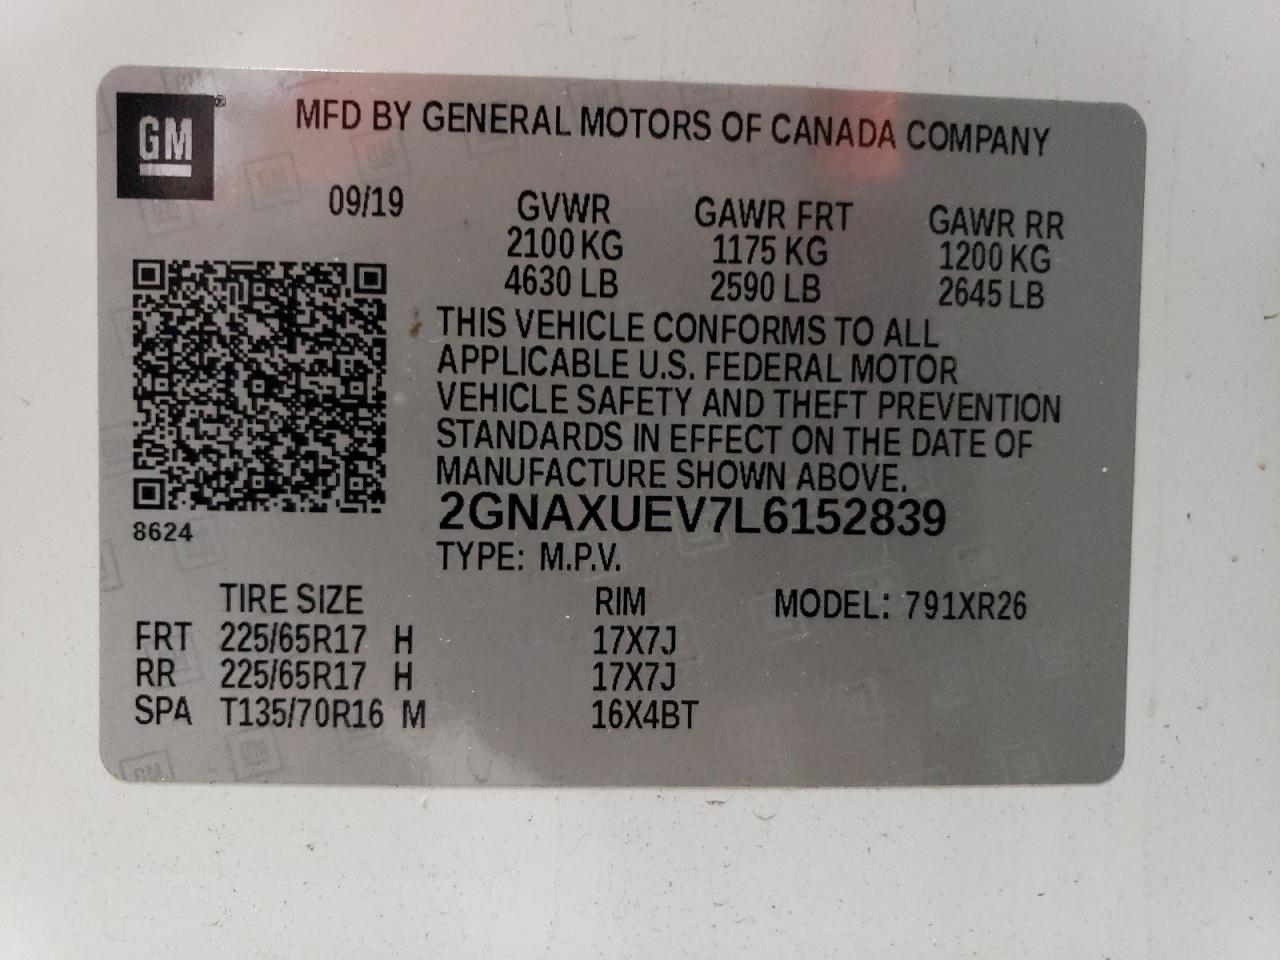 GM®
MFD BY GENERAL MOTORS OF CANADA COMPANY
09/19 GVWR GAWR FRT GAWR RR
2100 KG 1175 KG 1200 KG
4630 LB 2590 LB 2645 LB
THIS VEHICLE CONFORMS TO ALL
APPLICABLE U.S. FEDERAL MOTOR
VEHICLE SAFETY AND THEFT PREVENTION
STANDARDS IN EFFECT ON THE DATE OF
MANUFACTURE SHOWN ABOVE.
8624
2GNAXUEV7L6152839
TYPE: M.P.V.
TIRE SIZE RIM MODEL: 791XR26
FRT 225/65R17 H 17X7J
RR 225/65R17 H 17X7J
SPA T135/70R16 M 16X4BT